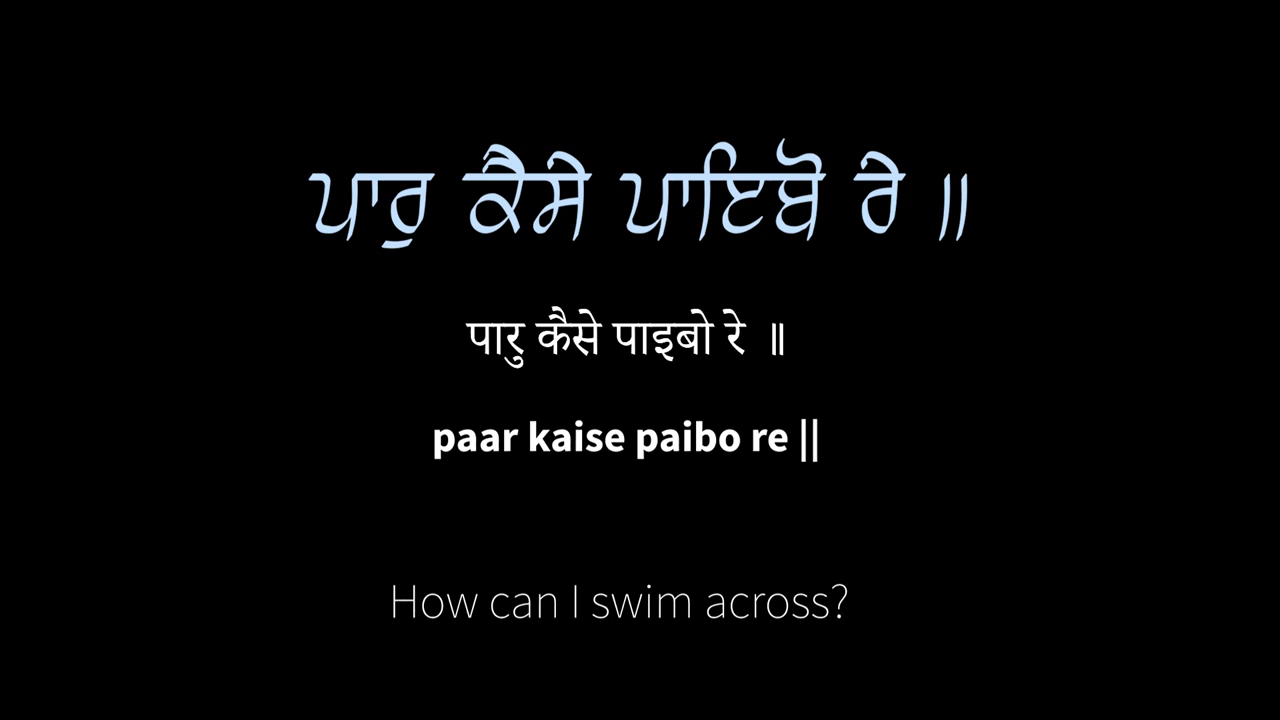 ਪਾਰੁ ਕੈਸੇ ਪਾਇਬੋ ਰੇ ॥
पारु कैसे पाइबो रे ॥
paar kaise paibo re ||
How can I swim across?